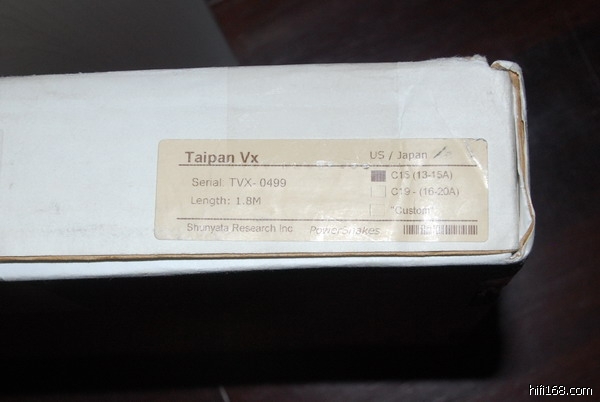 Taipan Vx
US / Japan
Serial. TVX- 0499
C15 (13-15A)
C19 - (16-20A)
Length: 1.8M
"Custom"
Shunyata Research Inc. PowerSnakes
hifi168.com